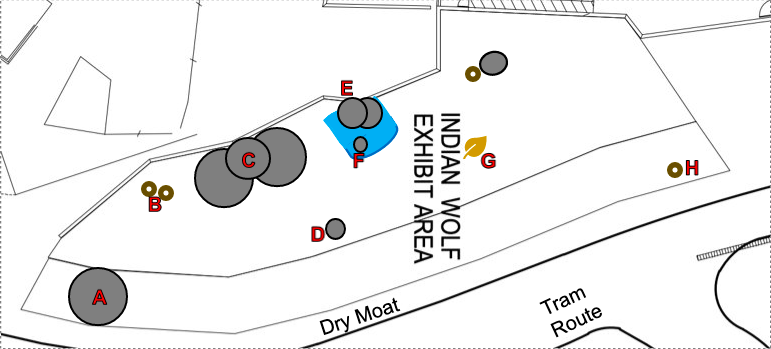 E
C
F
G
H
B
D
INDIAN WOLF
EXHIBIT AREA
A
Dry Moat
Tram
Route